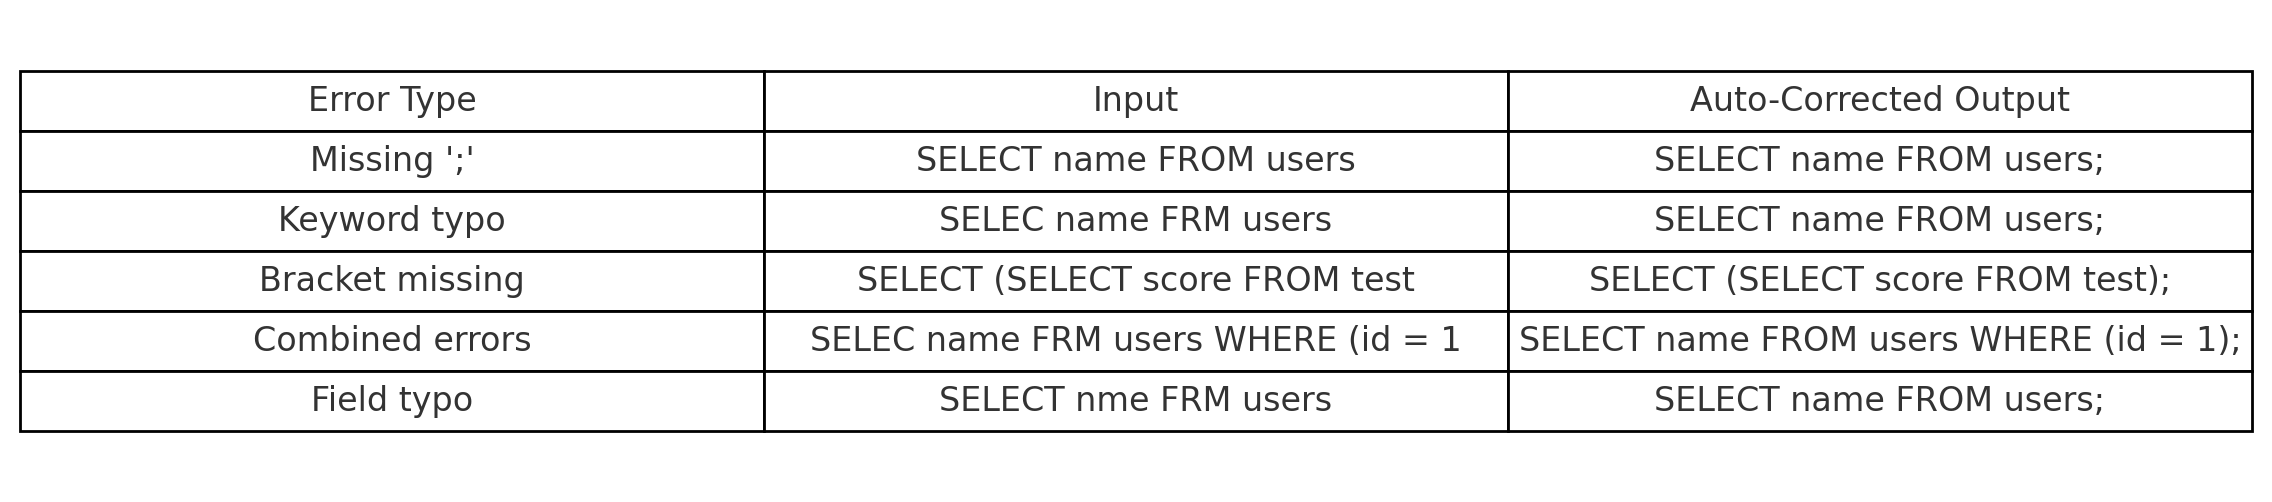 Error Type Input Auto-Corrected Output
Missing ';' SELECT name FROM users SELECT name FROM users;
Keyword typo SELEC name FRM users SELECT name FROM users;
Bracket missing SELECT (SELECT score FROM test SELECT (SELECT score FROM test);
Combined errors SELEC name FRM users WHERE (id = 1 SELECT name FROM users WHERE (id = 1);
Field typo SELECT nme FRM users SELECT name FROM users;